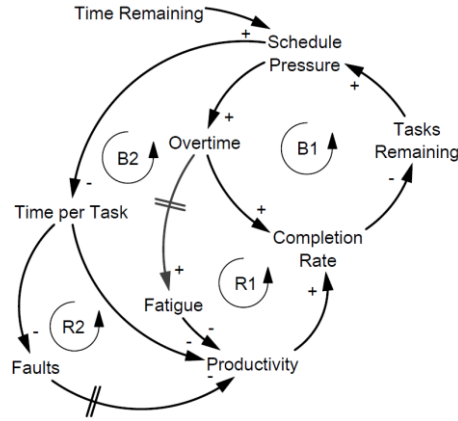 Time Remaining
+
Schedule
Pressure
+
+
B2
Overtime
B1
Tasks
Remaining
-
-
Time per Task
+
Completion
Rate
+
+
Fatigue
R1
R2
-
-
-
-
Faults
Productivity